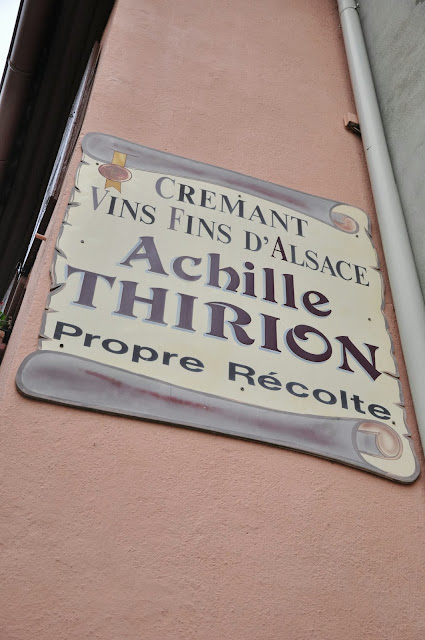 CREMANT
VINS FINS D'ALSACE
Achille
THIRION
Propre Récolte